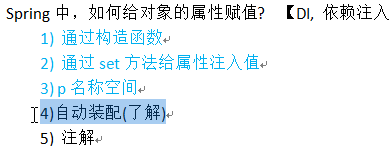 Spring 中，如何给对象的属性赋值?  【DI, 依赖注入
1) 通过构造函数
2) 通过 set 方法给属性注入值
3) p 名称空间
4)自动装配(了解)
5) 注解